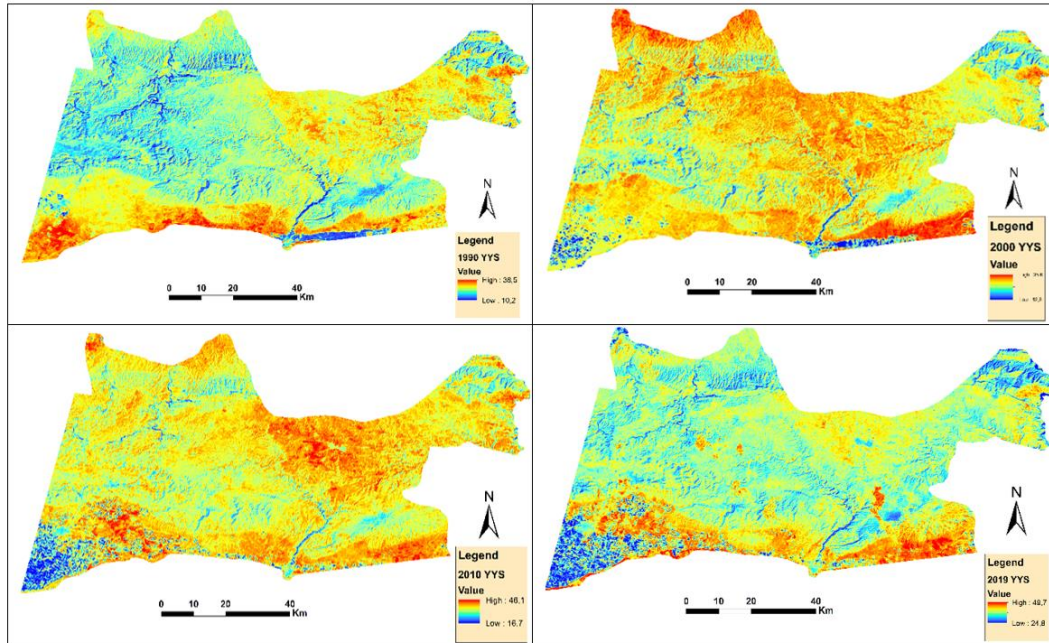 N
Legend
1990 YYS
Value
High : 38,5
Low : 10,2
0 10 20 40
Km
N
Legend
2000 YYS
Value
High
Low
0 10 20 40
Km
N
Legend
2010 YYS
Value
High : 46,1
Low : 16,7
0 10 20 40
Km
N
Legend
2019 YYS
Value
High : 48,7
Low : 24,8
0 10 20 40
Km